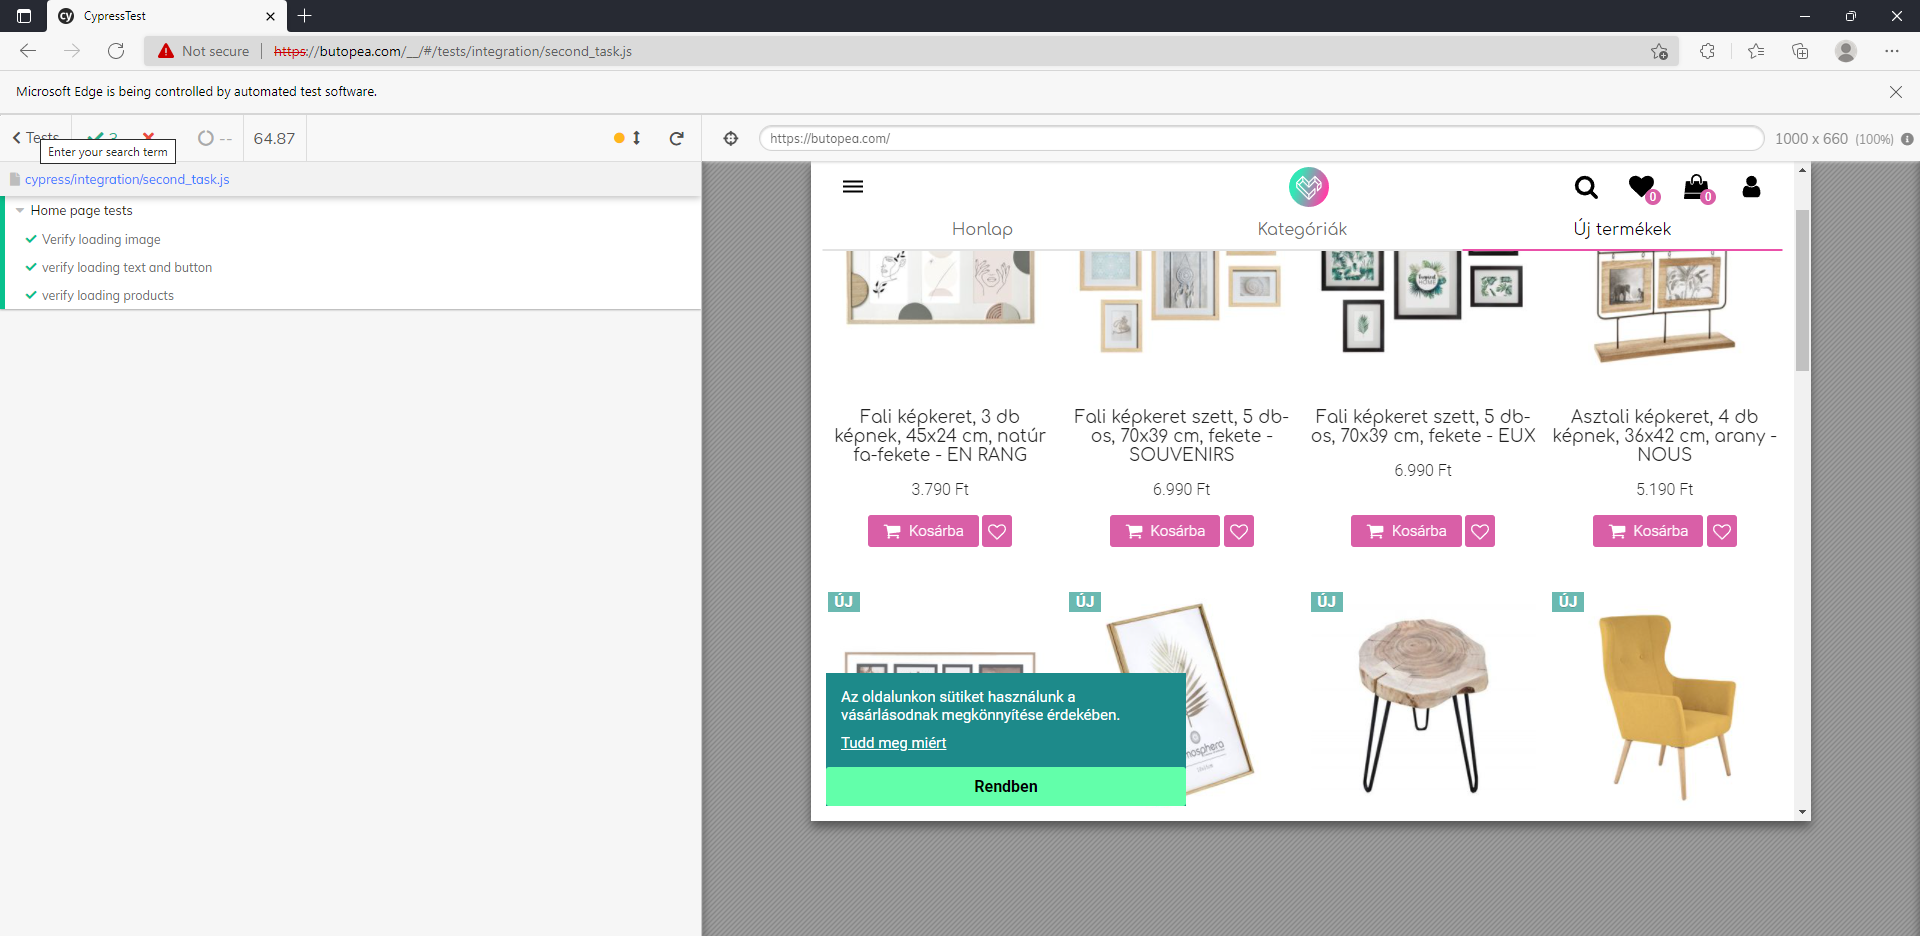 CypressTest
Not secure
https://butopea.com/__/#/tests/integration/second_task.js
Microsoft Edge is being controlled by automated test software.
Tests
3
--
64.87
https://butopea.com/
1000 x 660 (100%)
Enter your search term
cypress/integration/second_task.js
Home page tests
Verify loading image
verify loading text and button
verify loading products
0
0
Honlap
Kategóriák
Új termékek
Fali képkeret, 3 db
képnek, 45x24 cm, natúr
fa-fekete - EN RANG
3.790 Ft
Kosárba
Fali képkeret szett, 5 db-
os, 70x39 cm, fekete -
SOUVENIRS
6.990 Ft
Kosárba
Fali képkeret szett, 5 db-
os, 70x39 cm, fekete - EUX
6.990 Ft
Kosárba
Asztali képkeret, 4 db
képnek, 36x42 cm, arany -
NOUS
5.190 Ft
Kosárba
ÚJ
ÚJ
ÚJ
ÚJ
Az oldalunkon sütiket használunk a
vásárlásodnak megkönnyítése érdekében.
Tudd meg miért
Rendben